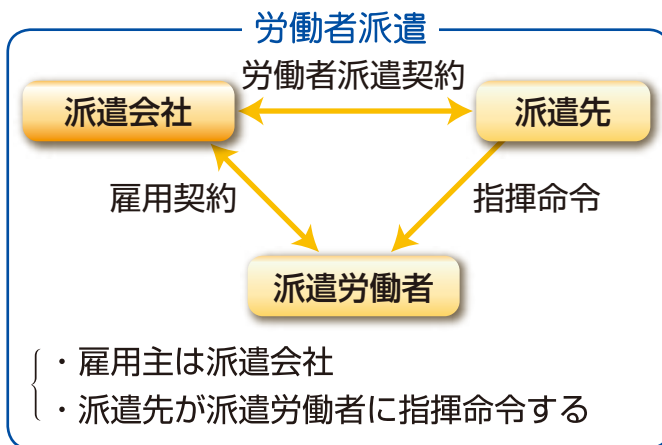 労働者派遣
労働者派遣契約
派遣会社
派遣先
雇用契約
指揮命令
派遣労働者
・雇用主は派遣会社
・派遣先が派遣労働者に指揮命令する